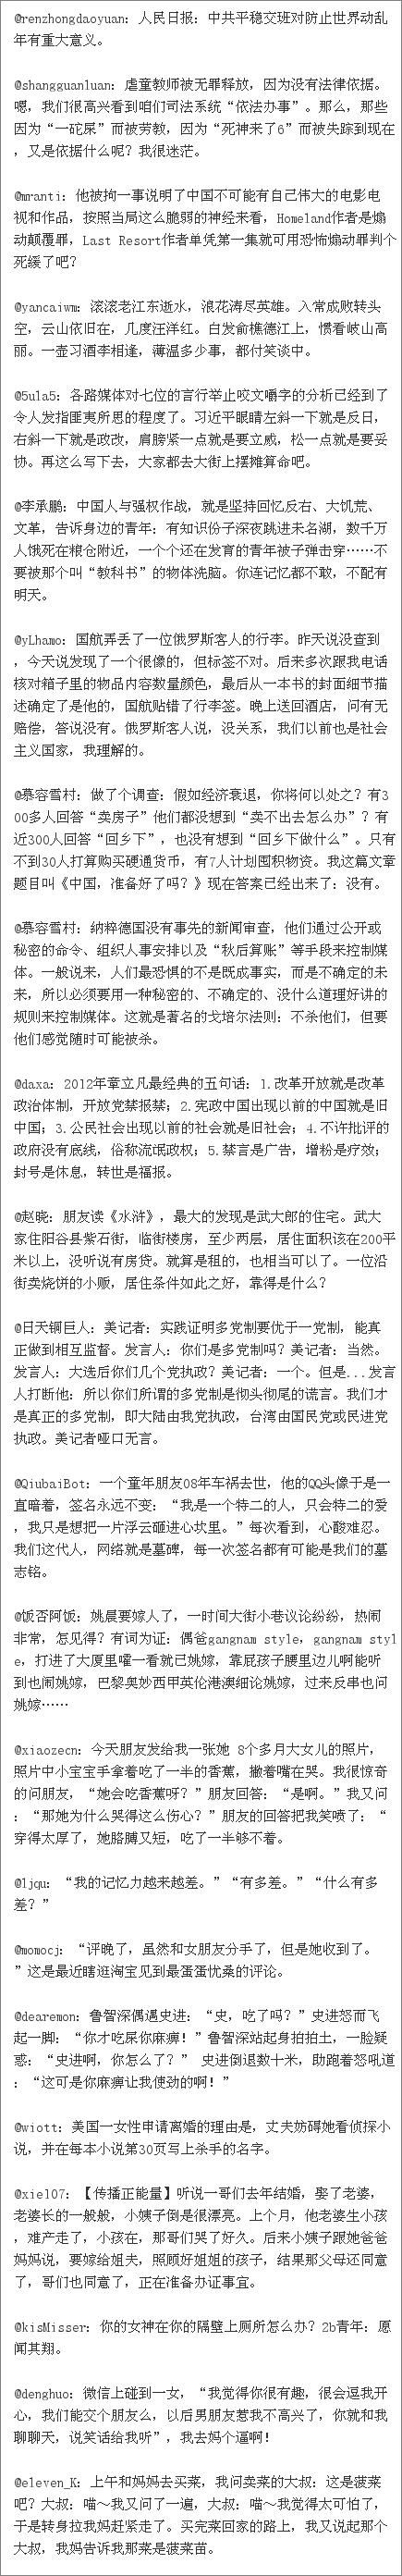 @renzhongdaoyuan: 人民日报：中共平稳交班对防止世界动乱
年有重大意义。
@shangguanluan: 虐童教师被无罪释放，因为没有法律依据。
嗯，我们很高兴看到咱们司法系统“依法办事”。那么，那些
因为“一砣屎”而被劳教，因为“死神来了6”而被失踪到现在
，又是依据什么呢？我很迷茫。
@mranti: 他被拘一事说明了中国不可能有自己伟大的电影电
视和作品，按照当局这么脆弱的神经来看，Homeland作者是煽
动颠覆罪，Last Resort作者单凭第一集就可用恐怖煽动罪判个
死緩了吧？
@yancaiwm: 滚滚老江东逝水，浪花涛尽英雄。入常成败转头
空，云山依旧在，几度汪洋红。白发俞樵德江上，惯看岐山高
丽。一壶习酒李相逢，薄温多少事，都付笑谈中。
@5ula5: 各路媒体对七位的言行举止咬文嚼字的分析已经到了
令人发指匪夷所思的程度了。习近平眼睛左斜一下就是反日，
右斜一下就是政改，肩膀紧一点就是要立威，松一点就是要妥
协。再这么写下去，大家都去大街上摆摊算命吧。
@李承鹏: 中国人与强权作战，就是坚持回忆反右、大饥荒、
文革，告诉身边的青年：有知识份子深夜跳进未名湖，数千万
人饿死在粮仓附近，一个个还在发育的青年被子弹击穿……不
要被那个叫“教科书”的物体洗脑。你连记忆都不敢，不配有
明天。
@yLhamo: 国航弄丢了一位俄罗斯客人的行李。昨天说没查到
，今天说发现了一个很像的，但标签不对。后来多次跟我电话
核对箱子里的物品内容数量颜色，最后从一本书的封面细节描
述确定了是他的，国航贴错了行李签。晚上送回酒店，问有无
赔偿，答说没有。俄罗斯客人说，没关系，我们以前也是社会
主义国家，我理解的。
@慕容雪村: 做了个调查：假如经济衰退，你将何以处之？有3
00多人回答“卖房子”他们都没想到“卖不出去怎么办”？有
近300人回答“回乡下”，也没有想到“回乡下做什么”。只有
不到30人打算购买硬通货币，有7人计划囤积物资。我这篇文章
题目叫《中国，准备好了吗？》现在答案已经出来了：没有。
@慕容雪村: 纳粹德国没有事先的新闻审查，他们通过公开或
秘密的命令、组织人事安排以及“秋后算账”等手段来控制媒
体。一般说来，人们最恐惧的不是既成事实，而是不确定的未
来，所以必须要用一种秘密的、不确定的、没什么道理好讲的
规则来控制媒体。这就是著名的戈培尔法则：不杀他们，但要
他们感觉随时可能被杀。
@daxa: 2012年章立凡最经典的五句话：1.改革开放就是改革
政治体制，开放党禁报禁；2.宪政中国出现以前的中国就是旧
中国；3.公民社会出现以前的社会就是旧社会；4.不许批评的
政府没有底线，俗称流氓政权；5.禁言是广告，增粉是疗效；
封号是休息，转世是福报。
@赵晓: 朋友读《水浒》，最大的发现是武大郎的住宅。武大
家住阳谷县紫石街，临街楼房，至少两层，居住面积该在200平
米以上，没听说有房贷。就算是租的，也相当可以了。一位沿
街卖烧饼的小贩，居住条件如此之好，靠得是什么？
@日天铜巨人: 美记者：实践证明多党制要优于一党制，能真
正做到相互监督。发言人：你们是多党制吗？美记者：当然。
发言人：大选后你们几个党执政？美记者：一个。但是...发言
人打断他：所以你们所谓的多党制是彻头彻尾的谎言。我们才
是真正的多党制，即大陆由我党执政，台湾由国民党或民进党
执政。美记者哑口无言。
@QiubaiBot: 一个童年朋友08年车祸去世，他的QQ头像于是一
直暗着，签名永远不变：“我是一个特二的人，只会特二的爱
，我只是想把一片浮云砸进心坎里。”每次看到，心酸难忍。
我们这代人，网络就是墓碑，每一次签名都有可能是我们的墓
志铭。
@饭否阿饭: 姚晨要嫁人了，一时间大街小巷议论纷纷，热闹
非常，怎见得？有词为证：偶爸gangnam style，gangnam styl
e，打进了大厦里嚯一看就已姚嫁，靠屁孩子腰里边儿啊能听
到也闹姚嫁，巴黎奥妙西甲英伦港澳细论姚嫁，过来反串也问
姚嫁……
@xiaozecn: 今天朋友发给我一张她 8个多月大女儿的照片，
照片中小宝宝手拿着吃了一半的香蕉，撇着嘴在哭。我很惊奇
的问朋友，“她会吃香蕉呀？”朋友回答：“是啊。”我又问
：“那她为什么哭得这么伤心？”朋友的回答把我笑喷了：“
穿得太厚了，她胳膊又短，吃了一半够不着。
@ljqu: “我的记忆力越来越差。”“有多差。”“什么有多
差？”
@momocj: “评晚了，虽然和女朋友分手了，但是她收到了。
”这是最近瞎逛淘宝见到最蛋蛋忧桑的评论。
@dearemon: 鲁智深偶遇史进：“史，吃了吗？”史进怒而飞
起一脚：“你才吃屎你麻痹！”鲁智深站起身拍拍土，一脸疑
惑：“史进啊，你怎么了？” 史进倒退数十米，助跑着怒吼道
：“这可是你麻痹让我使劲的啊！”
@wiott: 美国一女性申请离婚的理由是，丈夫妨碍她看侦探小
说，并在每本小说第30页写上杀手的名字。
@xie107: 【传播正能量】听说一哥们去年结婚，娶了老婆，
老婆长的一般般，小姨子倒是很漂亮。上个月，他老婆生小孩
，难产走了，小孩在，那哥们哭了好久。后来小姨子跟她爸爸
妈妈说，要嫁给姐夫，照顾好姐姐的孩子，结果那父母还同意
了，哥们也同意了，正在准备办证事宜。
@kisMisser: 你的女神在你的隔壁上厕所怎么办？2b青年：愿
闻其翔。
@denghuo: 微信上碰到一女，“我觉得你很有趣，很会逗我开
心，我们能交个朋友么，以后男朋友惹我不高兴了，你就和我
聊聊天，说笑话给我听”，我去妈个逼啊！
@eleven_K: 上午和妈妈去买菜，我问卖菜的大叔：这是菠菜
吧？大叔：喵～我又问了一遍，大叔：喵～我觉得太可怕了，
于是转身拉我妈赶紧走了。买完菜回家的路上，我又说起那个
大叔，我妈告诉我那菜是菠菜苗。